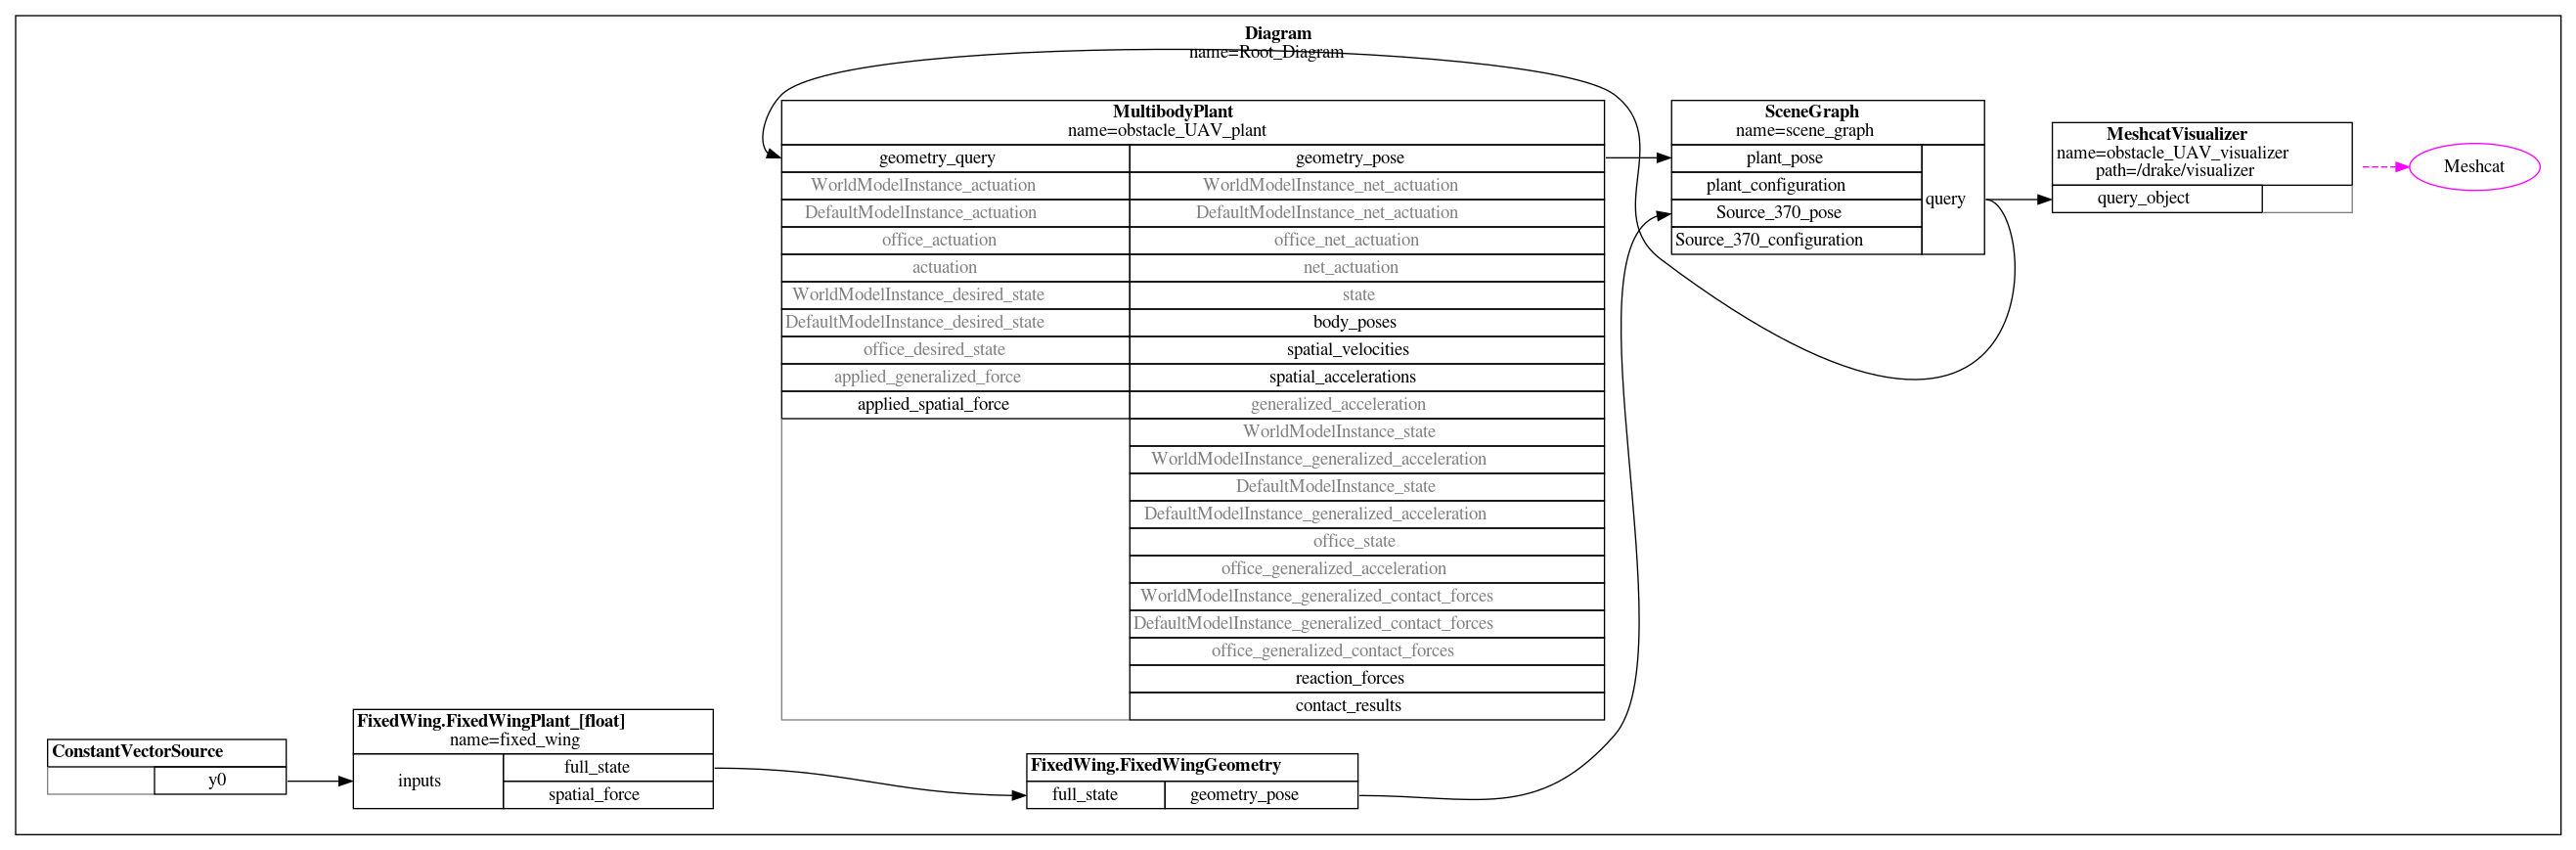 Diagram
name=Root_Diagram
MultibodyPlant
name=obstacle_UAV_plant
geometry_query
WorldModelInstance_actuation
DefaultModelInstance_actuation
office_actuation
actuation
WorldModelInstance_desired_state
DefaultModelInstance_desired_state
office_desired_state
applied_generalized_force
applied_spatial_force
geometry_pose
WorldModelInstance_net_actuation
DefaultModelInstance_net_actuation
office_net_actuation
net_actuation
state
body_poses
spatial_velocities
spatial_accelerations
generalized_acceleration
WorldModelInstance_state
WorldModelInstance_generalized_acceleration
DefaultModelInstance_state
DefaultModelInstance_generalized_acceleration
office_state
office_generalized_acceleration
WorldModelInstance_generalized_contact_forces
DefaultModelInstance_generalized_contact_forces
office_generalized_contact_forces
reaction_forces
contact_results
SceneGraph
name=scene_graph
plant_pose
plant_configuration
Source_370_pose
Source_370_configuration
query
MeshcatVisualizer
name=obstacle_UAV_visualizer
path=/drake/visualizer
query_object
Meshcat
ConstantVectorSource
y0
FixedWing.FixedWingPlant_[float]
name=fixed_wing
inputs
full_state
spatial_force
FixedWing.FixedWingGeometry
full_state
geometry_pose